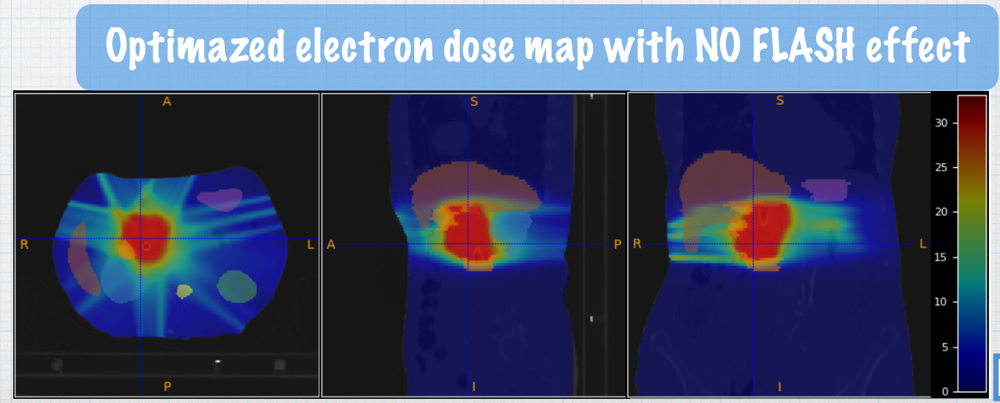 Optimazed electron dose map with NO FLASH effect
A
R
L
P
S
A
P
I
S
R
L
I
30
25
20
15
10
5
0